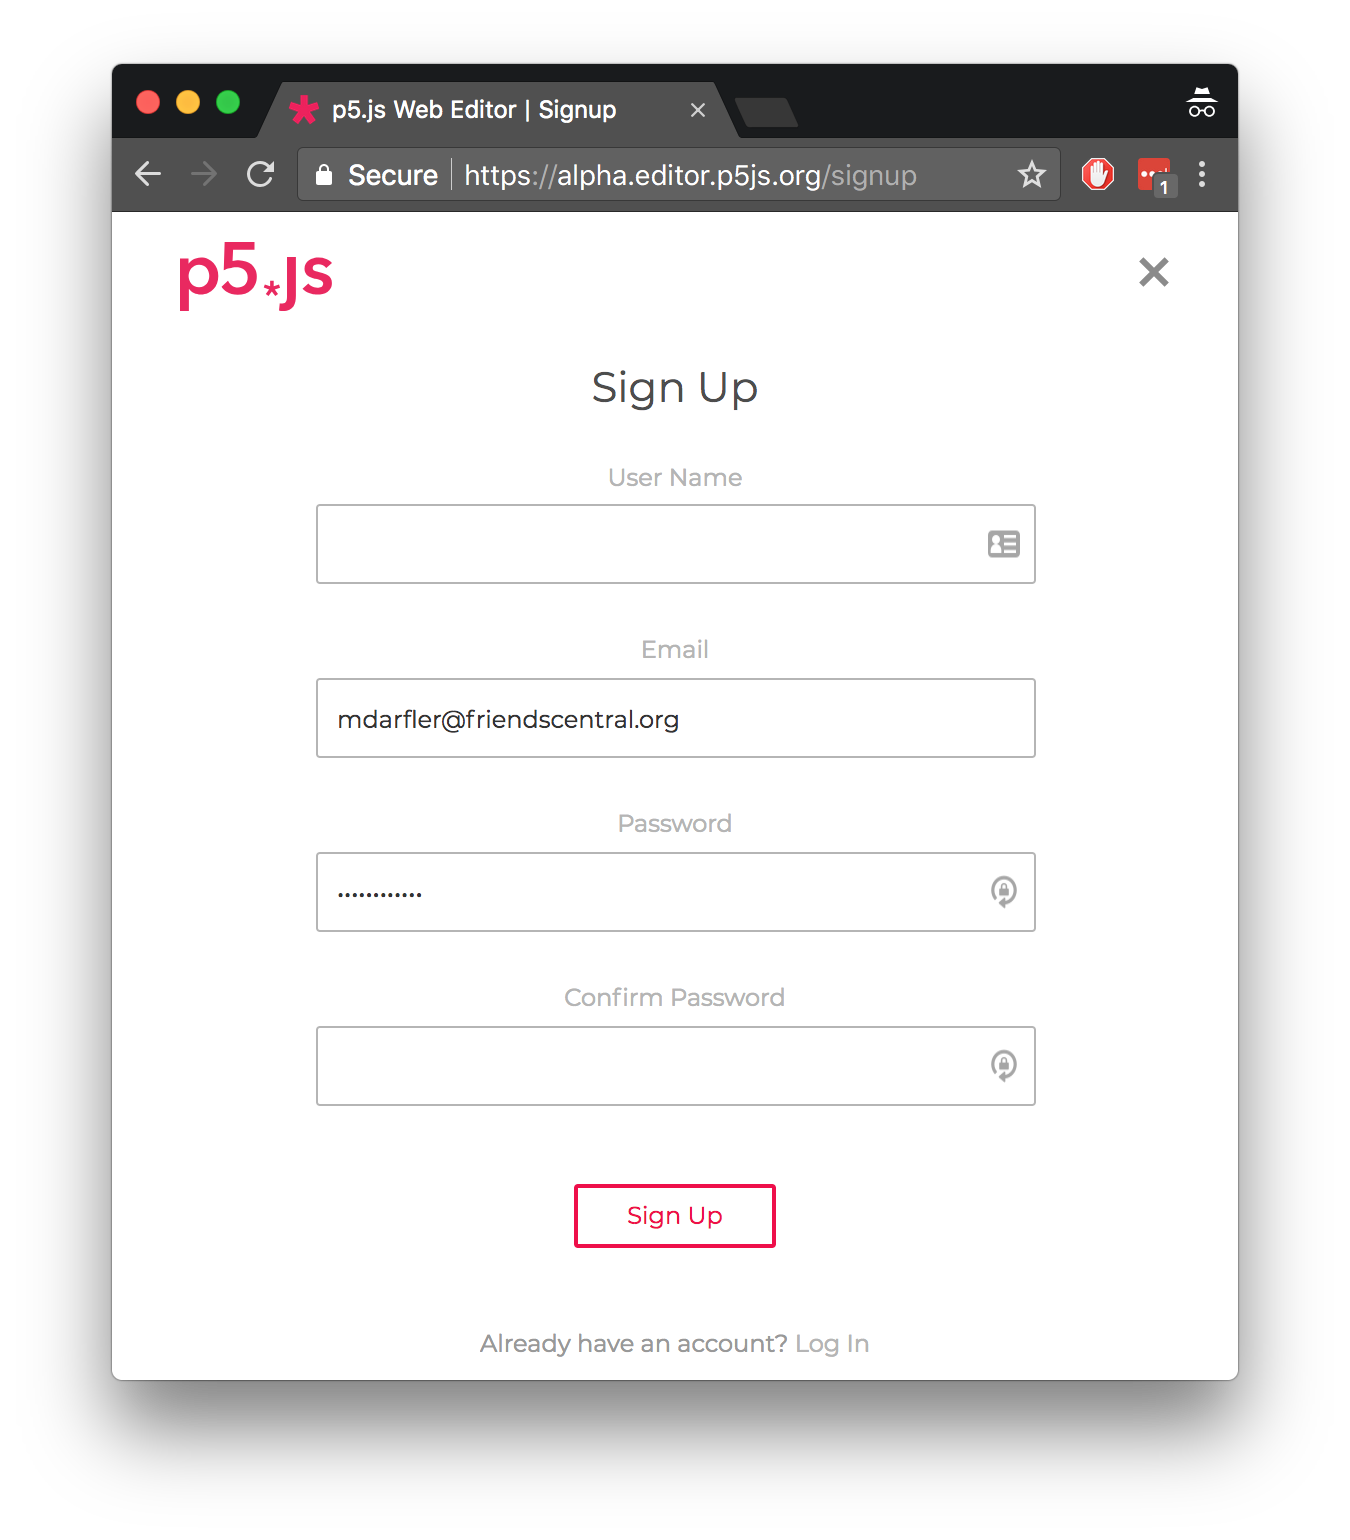 p5.js Web Editor | Signup
Secure https://alpha.editor.p5js.org/signup
1
p5*js
Sign Up
User Name
Email
mdarfler@friendscentral.org
Password
••••••••••••
Confirm Password
Sign Up
Already have an account? Log In